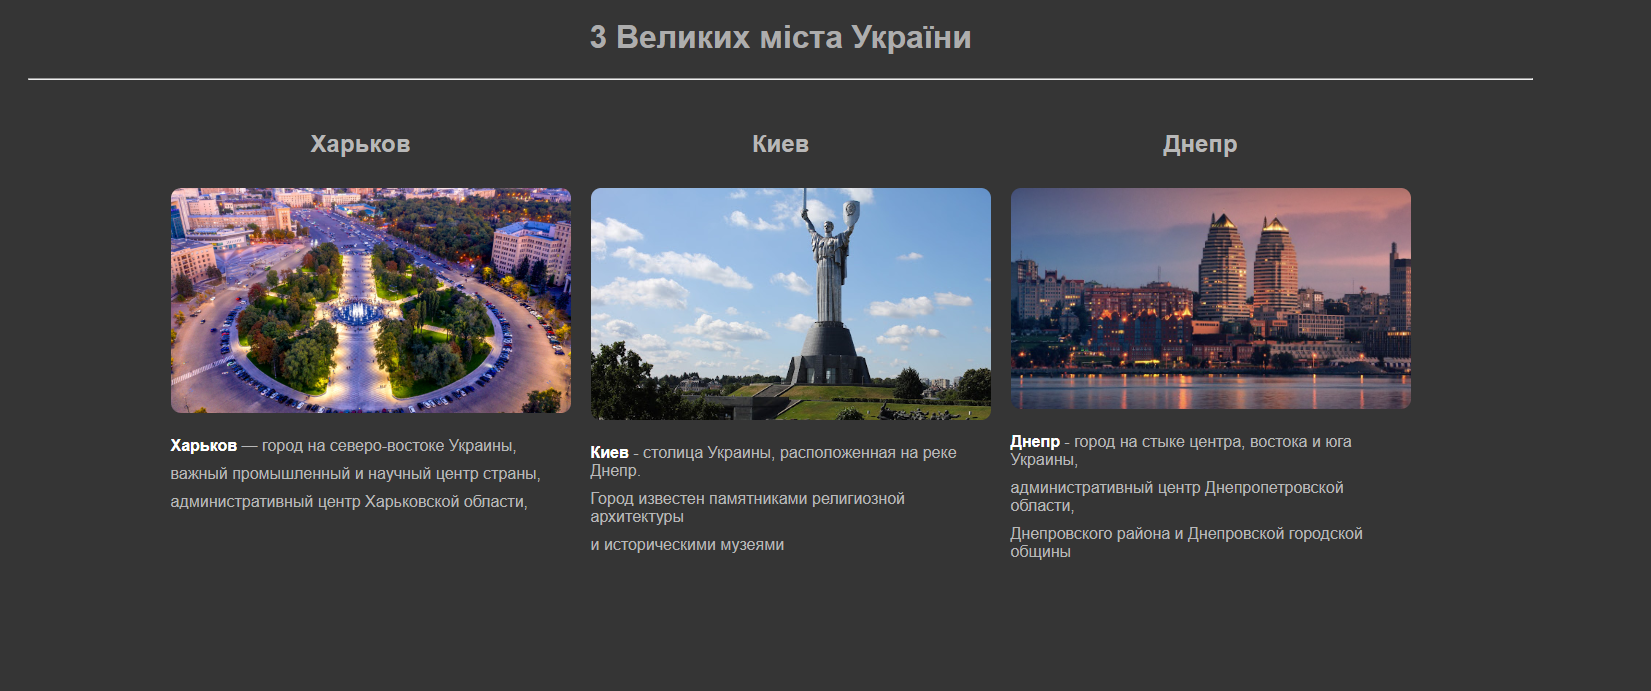 3 Великих міста України
Харьков
Киев
Днепр
Харьков — город на северо-востоке Украины,
важный промышленный и научный центр страны,
административный центр Харьковской области,
Киев - столица Украины, расположенная на реке
Днепр.
Город известен памятниками религиозной
архитектуры
и историческими музеями
Днепр - город на стыке центра, востока и юга
Украины,
административный центр Днепропетровской
области,
Днепровского района и Днепровской городской
общины